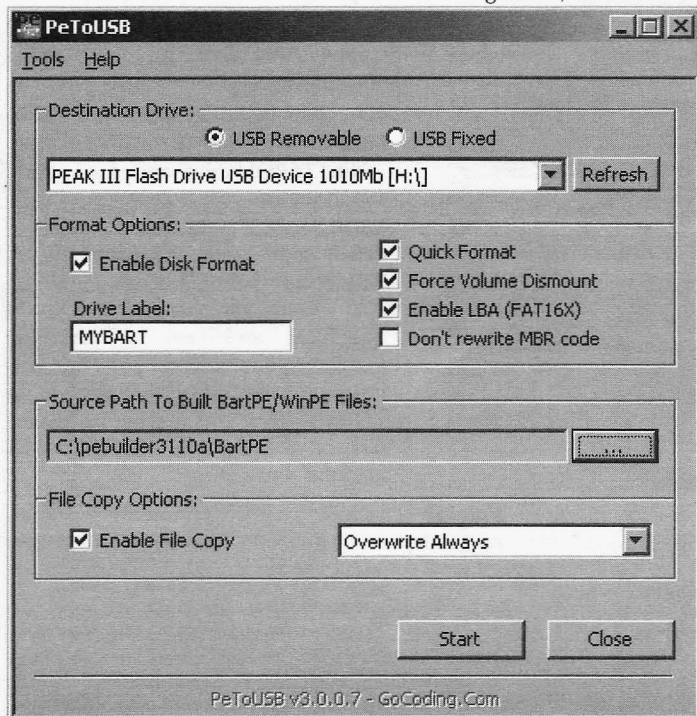 PeToUSB
Tools Help
Destination Drive:
USB Removable USB Fixed
PEAK III Flash Drive USB Device 1010Mb [H:\] Refresh
Format Options:
Enable Disk Format
Quick Format
Force Volume Dismount
Drive Label:
Enable LBA (FAT16X)
MYBART
Don't rewrite MBR code
Source Path To Built BartPE/WinPE Files:
C:\pebuilder3110a\BartPE ...
File Copy Options:
Enable File Copy Overwrite Always
Start Close
PeToUSB v3.0.0.7 - GoCoding.Com